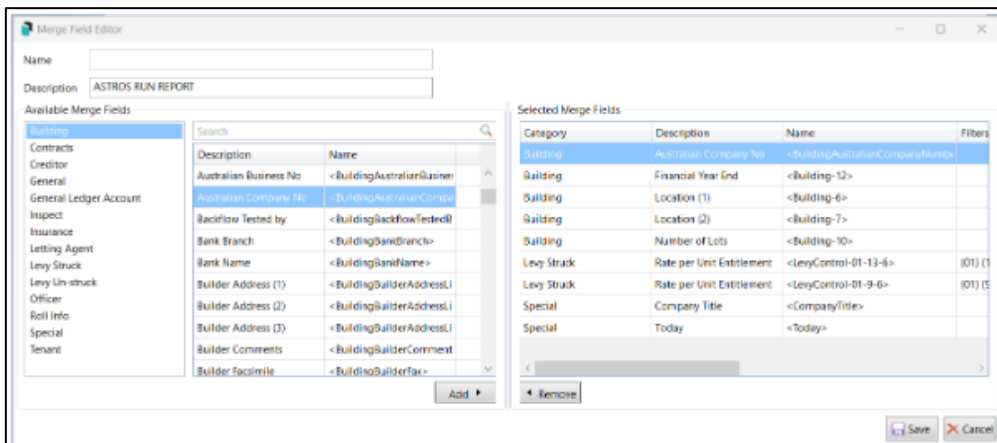 Merge Field Editor
Name
Description ASTROS RUN REPORT
Available Merge Fields
Building
Contracts
Creditor
General
General Ledger Account
Inspect
Insurance
Letting Agent
Levy Struck
Levy Un-struck
Officer
Roll Info
Special
Tenant
Search
Description Name
Australian Business No <BuildingAustralianBusiner
Australian Company No <BuildingAustralianCompa
Backflow Tested by <BuildingBackflowTestedB
Bank Branch <BuildingBankBranch>
Bank Name <BuildingBankName>
Builder Address (1) <BuildingBuilderAddressLi
Builder Address (2) <BuildingBuilderAddressLi
Builder Address (3) <BuildingBuilderAddressLi
Builder Comments <BuildingBuilderComment
Builder Facsimile <BuildingBuilderFax>
Add
Selected Merge Fields
Category Description Name Filters
Building Australian Company No <BuildingAustralianCompanyNumbe
Building Financial Year End <Building-12>
Building Location (1) <Building-6>
Building Location (2) <Building-7>
Building Number of Lots <Building-10>
Levy Struck Rate per Unit Entitlement <LevyControl-01-13-6> (01) (1
Levy Struck Rate per Unit Entitlement <LevyControl-01-9-6> (01) (9
Special Company Title <CompanyTitle>
Special Today <Today>
Remove
Save Cancel